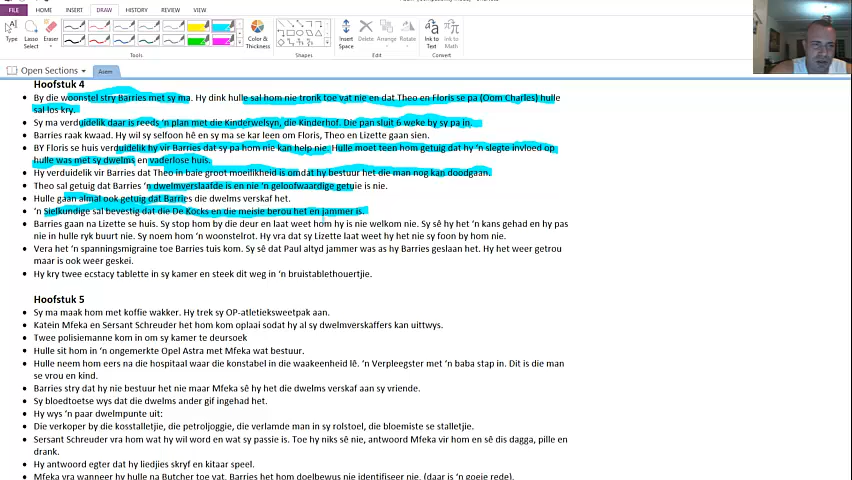 FILE HOME INSERT DRAW HISTORY REVIEW VIEW
Type
Lasso
Select
Eraser
Color &
Thickness
Insert
Space
Delete
Arrange
Rotate
Ink to
Text
Ink to
Math
Tools
Shapes
Edit
Convert
Open Sections
Asem
Hoofstuk 4
By die woonstel stry Barries met sy ma. Hy dink hulle sal hom nie tronk toe vat nie en dat Theo en Floris se pa (Oom Charles) hulle
sal los kry.
Sy ma verduidelik daar is reeds 'n plan met die Kinderwelsyn, die Kinderhof. Die pan sluit 6 weke by sy pa in.
Barries raak kwaad. Hy wil sy selfoon hê en sy ma se kar leen om Floris, Theo en Lizette gaan sien.
BY Floris se huis verduidelik hy vir Barries dat sy pa hom nie kan help nie. Hulle moet teen hom getuig dat hy 'n slegte invloed op
hulle was met sy dwelms en vaderlose huis.
Hy verduidelik vir Barries dat Theo in baie groot moeilikheid is omdat hy bestuur het die man nog kan doodgaan.
Theo sal getuig dat Barries 'n dwelmverslaafde is en nie 'n geloofwaardige getuie is nie.
Hulle gaan almal ook getuig dat Barries die dwelms verskaf het.
'n Sielkundige sal bevestig dat die De Kocks en die meisie berou het en jammer is.
Barries gaan na Lizette se huis. Sy stop hom by die deur en laat weet hom hy is nie welkom nie. Sy sê hy het 'n kans gehad en hy pas
nie in hulle ryk buurt nie. Sy noem hom 'n woonstelrot. Hy vra dat sy Lizette laat weet hy het nie sy foon by hom nie.
Vera het 'n spanningsmigraine toe Barries tuis kom. Sy sê dat Paul altyd jammer was as hy Barries geslaan het. Hy het weer getrou
maar is ook weer geskei.
Hy kry twee ecstacy tablette in sy kamer en steek dit weg in 'n bruistablethouertjie.
Hoofstuk 5
Sy ma maak hom met koffie wakker. Hy trek sy OP-atletieksweetpak aan.
Katein Mfeka en Sersant Schreuder het hom kom oplaai sodat hy al sy dwelmverskaffers kan uittwys.
Twee polisiemanne kom in om sy kamer te deursoek
Hulle sit hom in 'n ongemerkte Opel Astra met Mfeka wat bestuur.
Hulle neem hom eers na die hospitaal waar die konstabel in die waakeenheid lê. 'n Verpleegster met 'n baba stap in. Dit is die man
se vrou en kind.
Barries stry dat hy nie bestuur het nie maar Mfeka sê hy het die dwelms verskaf aan sy vriende.
Sy bloedtoetse wys dat die dwelms ander gif ingehad het.
Hy wys 'n paar dwelmpunte uit:
Die verkoper by die kosstalletjie, die petroljoggie, die verlamde man in sy rolstoel, die bloemiste se stalletjie.
Sersant Schreuder vra hom wat hy wil word en wat sy passie is. Toe hy niks sê nie, antwoord Mfeka vir hom en sê dis dagga, pille en
drank.
Hy antwoord egter dat hy liedjies skryf en kitaar speel.
Mfeka vra wanneer hy hulle na Butcher toe vat. Barries het hom doelbewus nie identifiseer nie. (daar is 'n goeie rede).